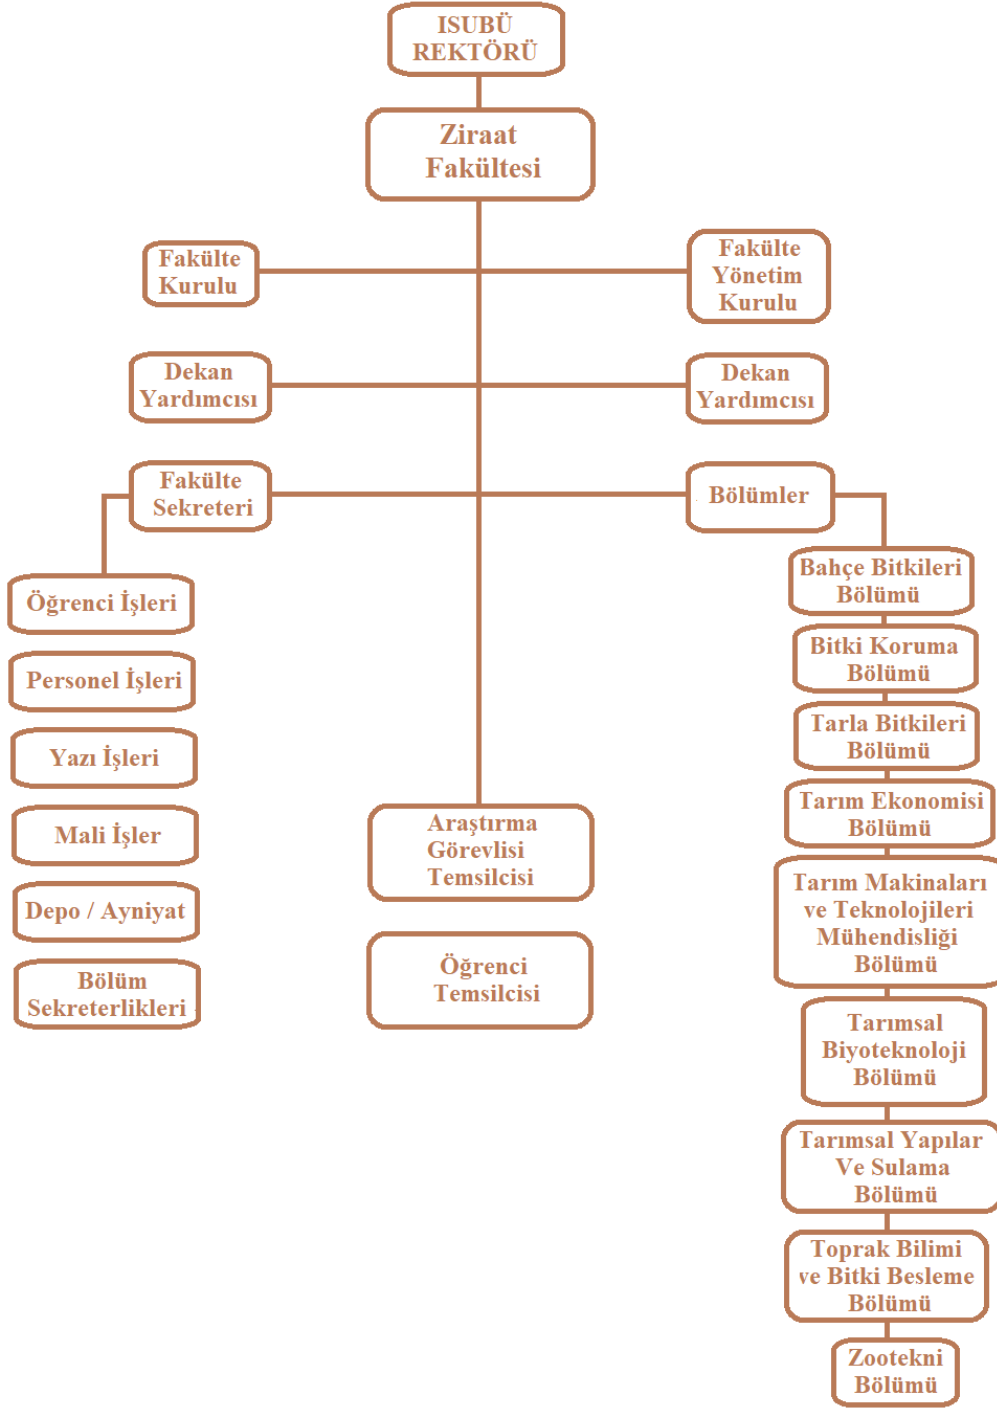 ISUBÜ
REKTÖRÜ
Ziraat
Fakültesi
Fakülte
Kurulu
Fakülte
Yönetim
Kurulu
Dekan
Yardımcısı
Dekan
Yardımcısı
Fakülte
Sekreteri
Bölümler
Öğrenci İşleri
Personel İşleri
Yazı İşleri
Mali İşler
Depo / Ayniyat
Bölüm
Sekreterlikleri
Araştırma
Görevlisi
Temsilcisi
Öğrenci
Temsilcisi
Bahçe Bitkileri
Bölümü
Bitki Koruma
Bölümü
Tarla Bitkileri
Bölümü
Tarım Ekonomisi
Bölümü
Tarım Makinaları
ve Teknolojileri
Mühendisliği
Bölümü
Tarımsal
Biyoteknoloji
Bölümü
Tarımsal Yapılar
Ve Sulama
Bölümü
Toprak Bilimi
ve Bitki Besleme
Bölümü
Zootekni
Bölümü